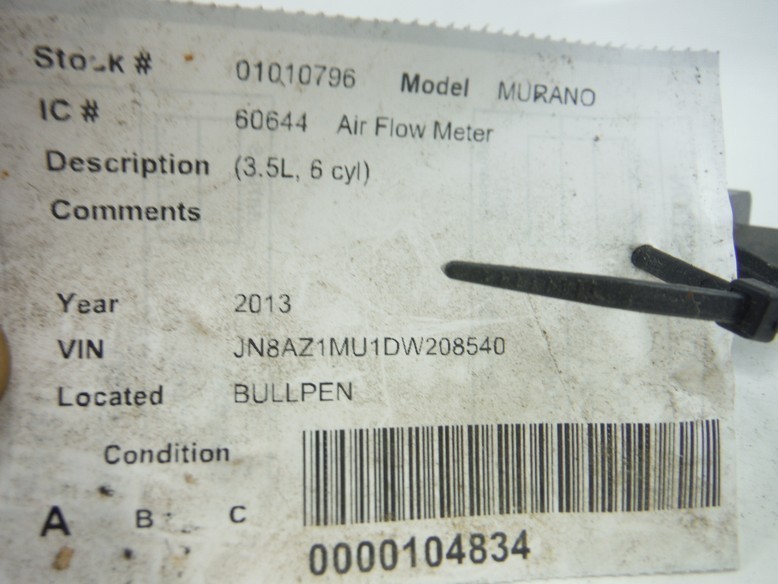 Stock # 01010796 Model MURANO
IC # 60644 Air Flow Meter
Description (3.5L, 6 cyl)
Comments
Year 2013
VIN JN8AZ1MU1DW208540
Located BULLPEN
Condition
A B C
0000104834